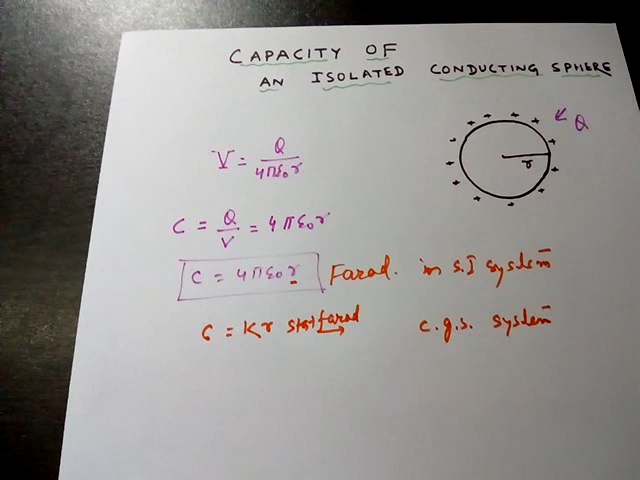 CAPACITY OF
AN ISOLATED CONDUCTING SPHERE
Q
r
V = Q / 4πε₀r
C = Q/V = 4πε₀r
C = 4πε₀r Farad. in S.I system
C = Kr statfarad c.g.s. system